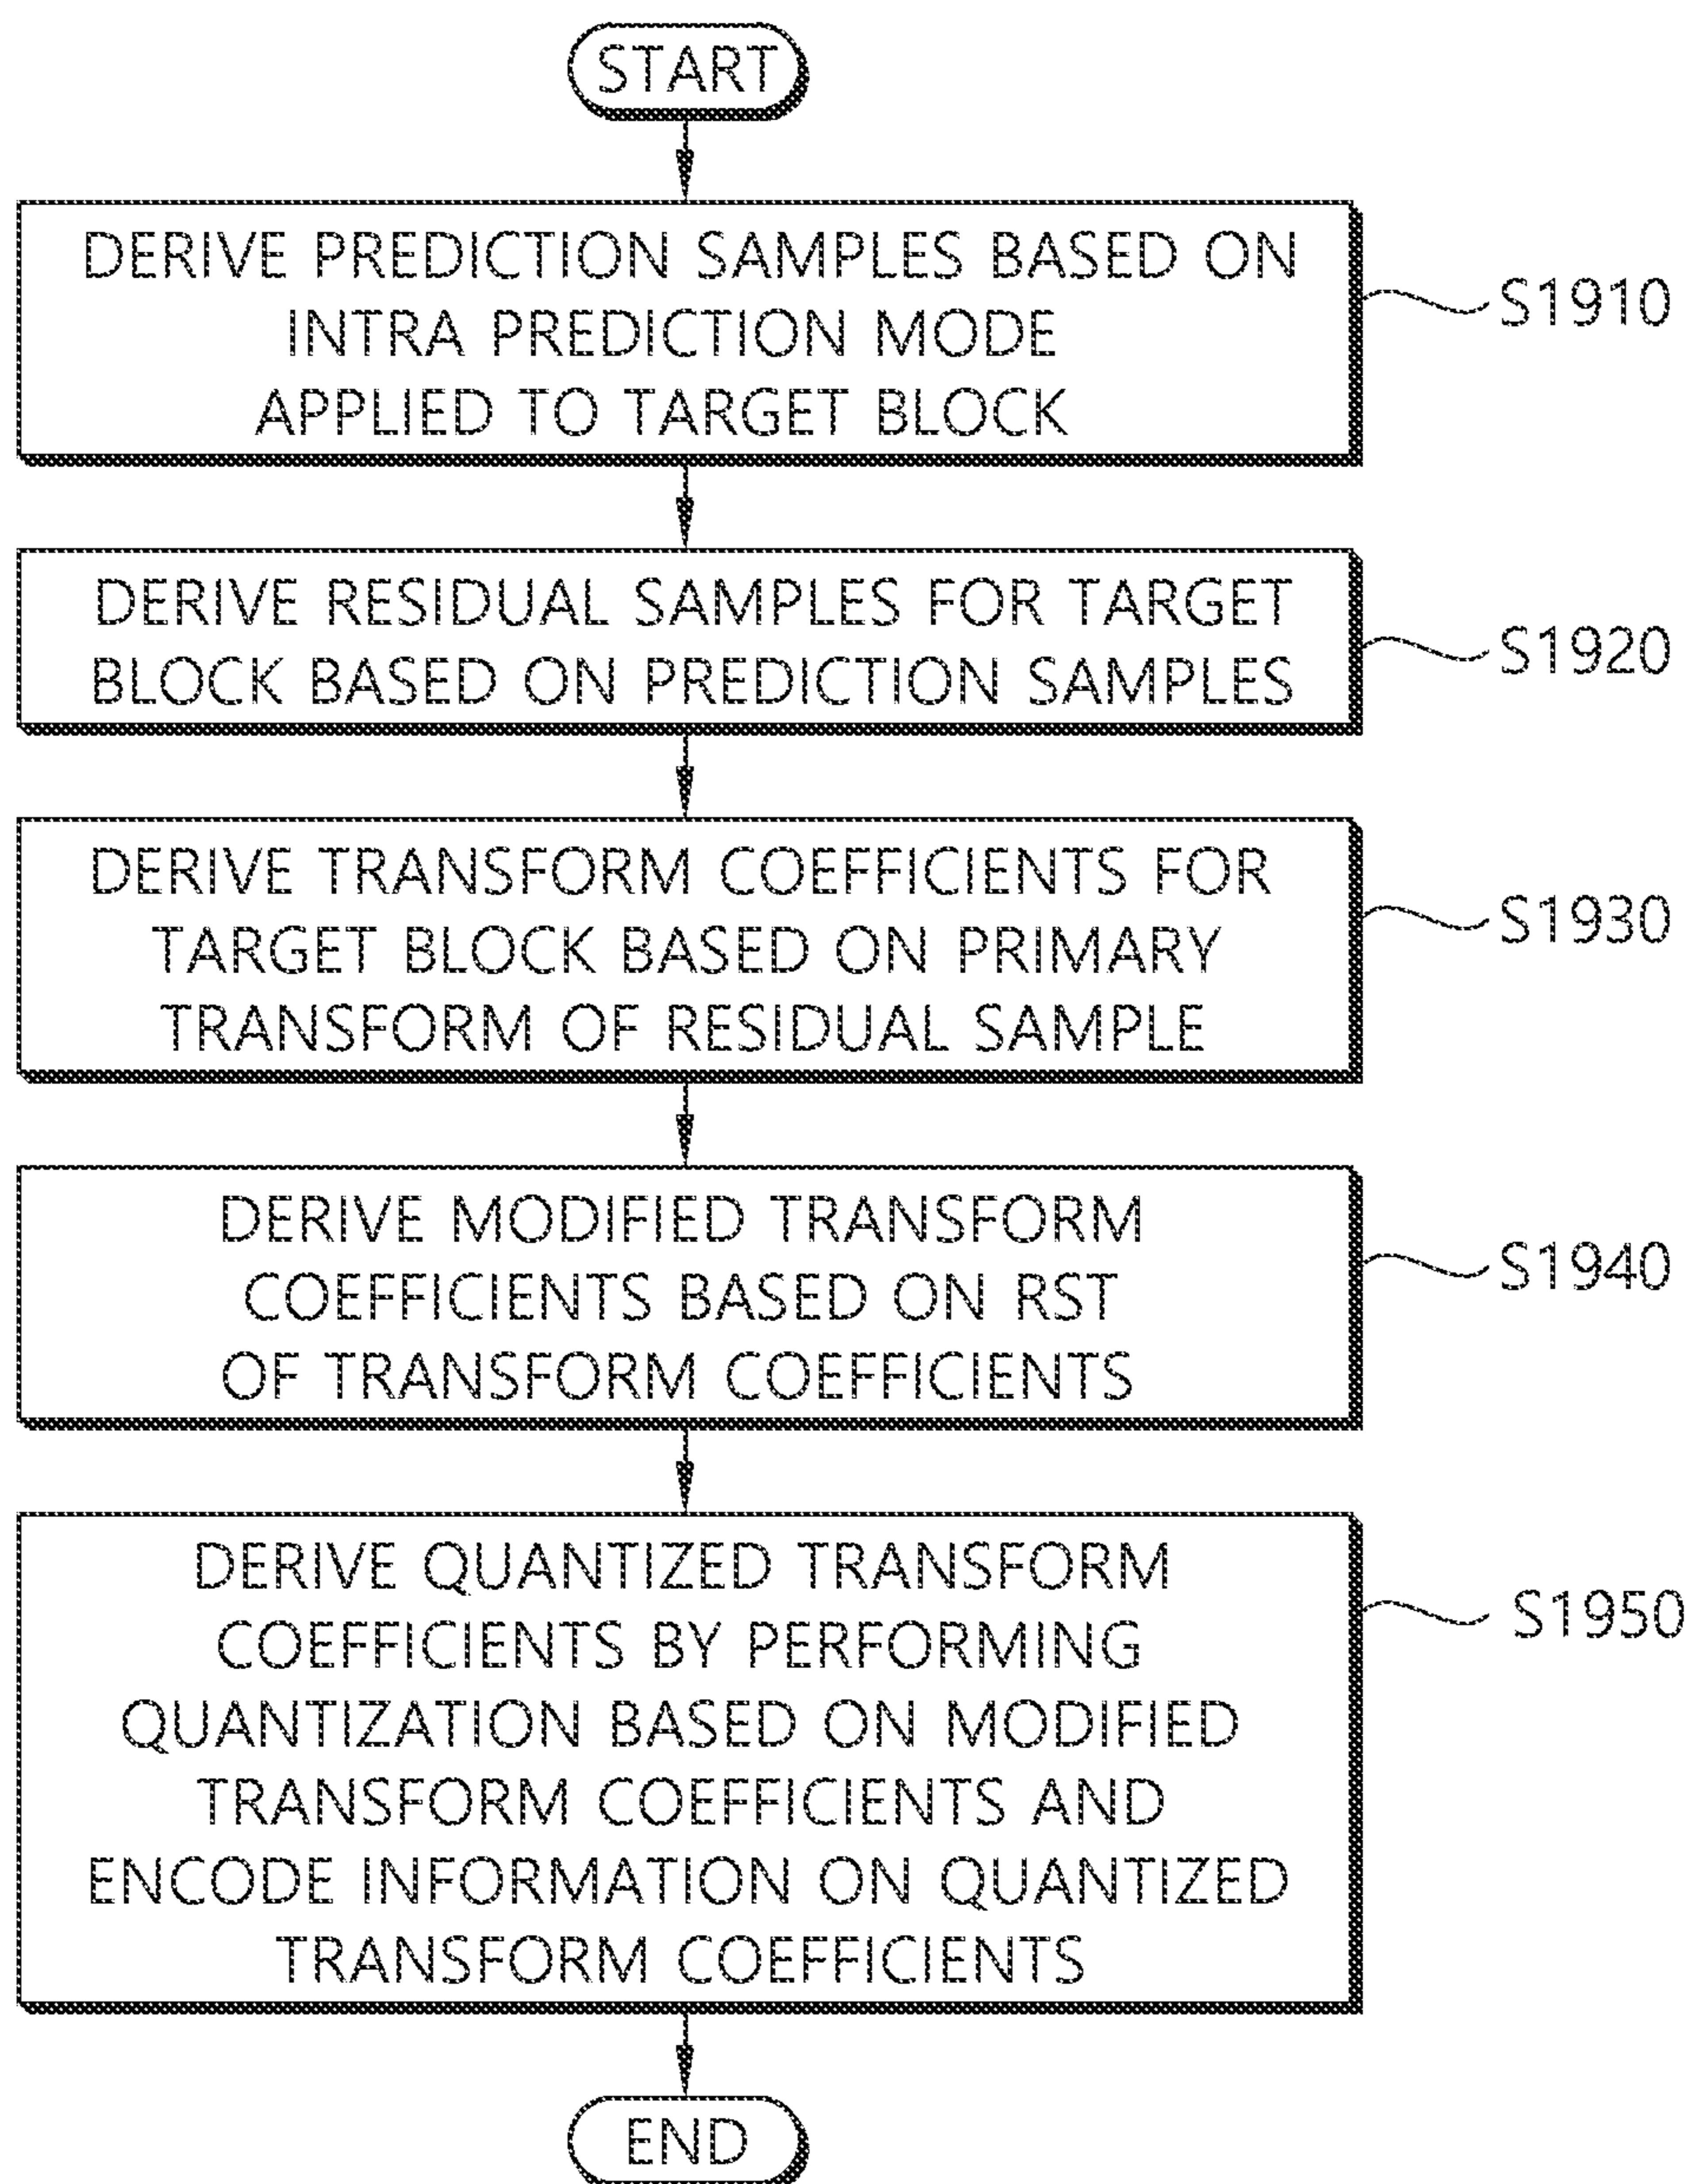 START
DERIVE PREDICTION SAMPLES BASED ON
INTRA PREDICTION MODE
APPLIED TO TARGET BLOCK
S1910
DERIVE RESIDUAL SAMPLES FOR TARGET
BLOCK BASED ON PREDICTION SAMPLES
S1920
DERIVE TRANSFORM COEFFICIENTS FOR
TARGET BLOCK BASED ON PRIMARY
TRANSFORM OF RESIDUAL SAMPLE
S1930
DERIVE MODIFIED TRANSFORM
COEFFICIENTS BASED ON RST
OF TRANSFORM COEFFICIENTS
S1940
DERIVE QUANTIZED TRANSFORM
COEFFICIENTS BY PERFORMING
QUANTIZATION BASED ON MODIFIED
TRANSFORM COEFFICIENTS AND
ENCODE INFORMATION ON QUANTIZED
TRANSFORM COEFFICIENTS
S1950
END